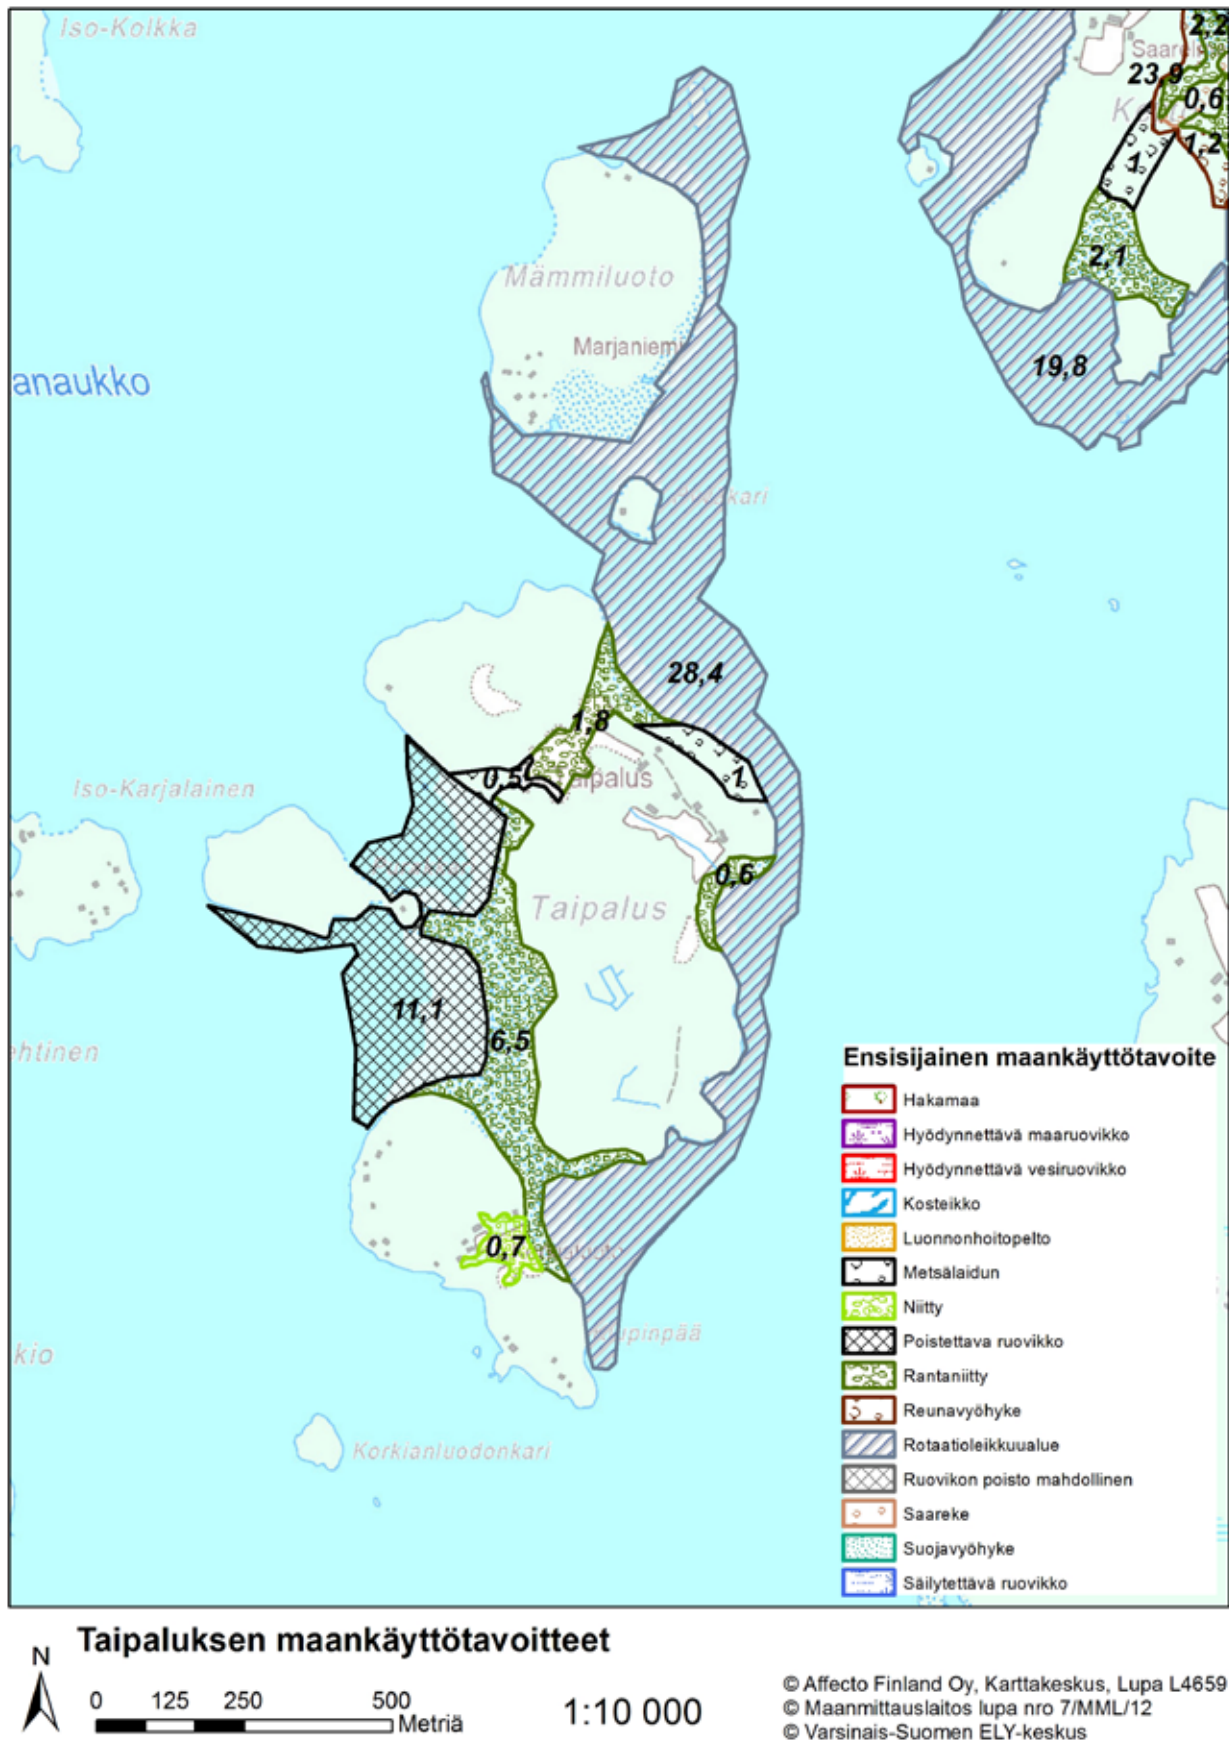 Iso-Kolkka
2,2
23,9
0,6
1
1,2
Mämmiluoto
2,1
Marjaniemi
19,8
anaukko
28,4
1,8
0,5
1
Iso-Karjalainen
0,6
Taipalus
11,1
6,5
Ensisijainen maankäyttötavoite
Hakamaa
Hyödynnettävä maaruovikko
Hyödynnettävä vesiruovikko
Kosteikko
Luonnonhoitopelto
Metsälaidun
Niitty
Poistettava ruovikko
Rantaniitty
Reunavyöhyke
Rotaatioleikkuualue
Ruovikon poisto mahdollinen
Saareke
Suojavyöhyke
Säilytettävä ruovikko
ehtinen
0,7
kio
Korkianluodonkari
Taipaluksen maankäyttötavoitteet
N
0 125 250 500
Metriä
1:10 000
© Affecto Finland Oy, Karttakeskus, Lupa L4659
© Maanmittauslaitos lupa nro 7/MML/12
© Varsinais-Suomen ELY-keskus